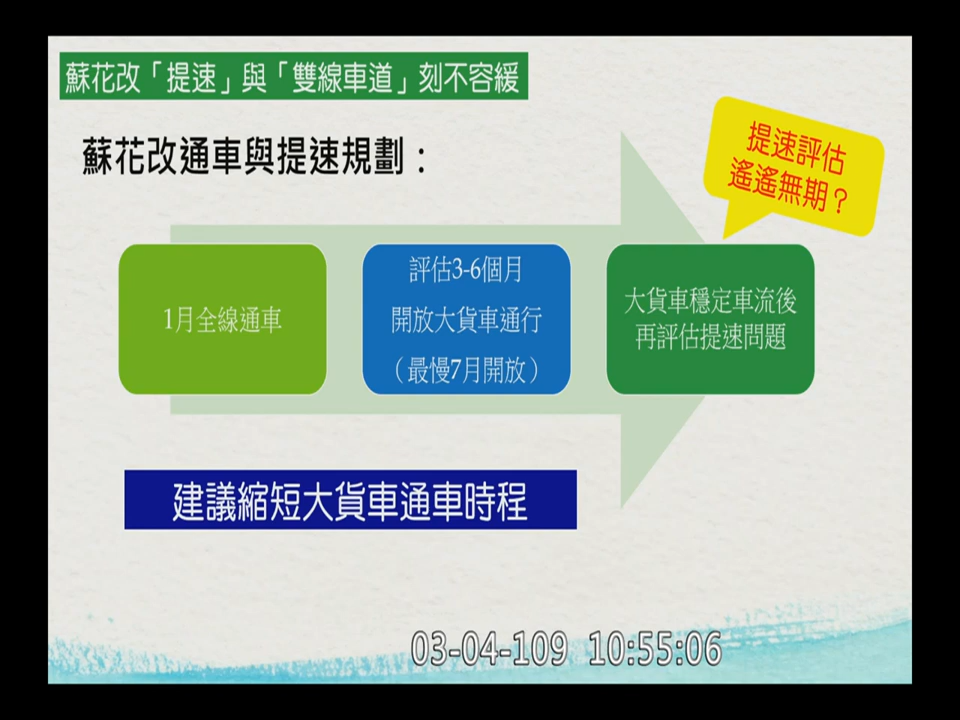 蘇花改「提速」與「雙線車道」刻不容緩
蘇花改通車與提速規劃：
提速評估
遙遙無期？
1月全線通車
評估3-6個月
開放大貨車通行
（最慢7月開放）
大貨車穩定車流後
再評估提速問題
建議縮短大貨車通車時程
03-04-109 10:55:06